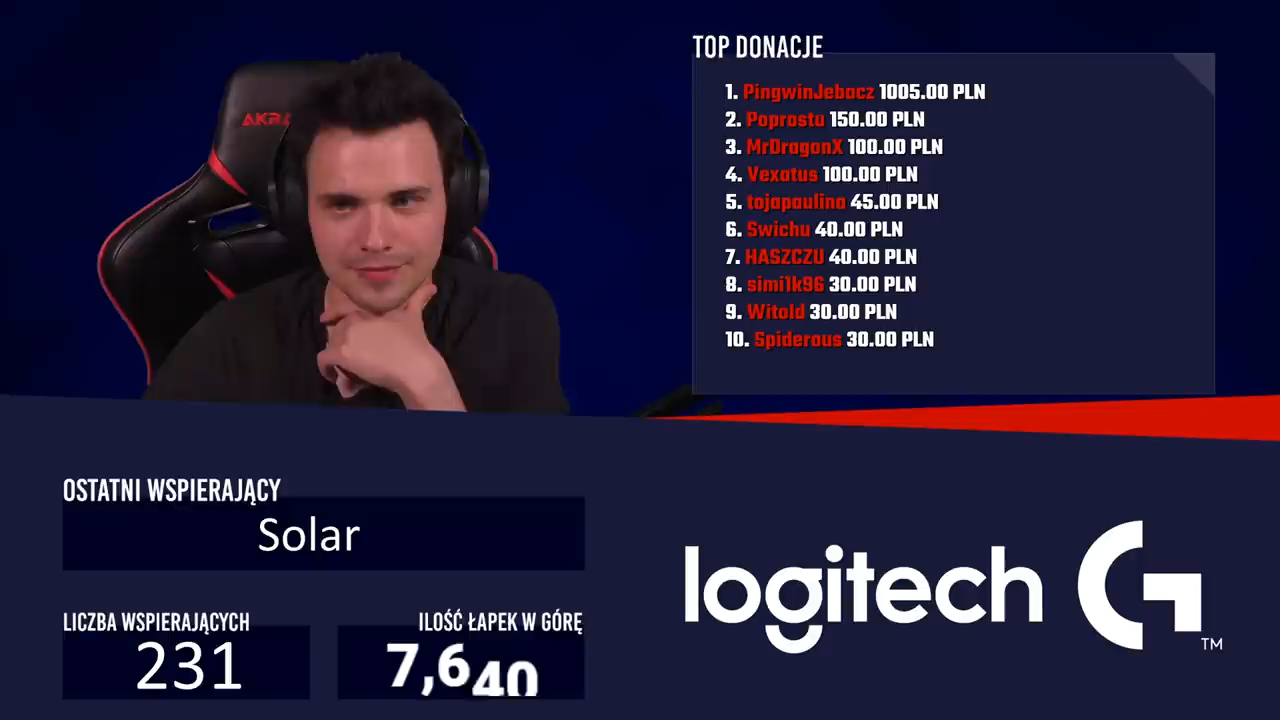 TOP DONACJE
1. PingwinJebacz 1005.00 PLN
2. Poprostu 150.00 PLN
3. MrDragonX 100.00 PLN
4. Vexatus 100.00 PLN
5. tojapaulina 45.00 PLN
6. Swichu 40.00 PLN
7. HASZCZU 40.00 PLN
8. simi1k96 30.00 PLN
9. Witold 30.00 PLN
10. Spiderous 30.00 PLN
OSTATNI WSPIERAJĄCY
Solar
LICZBA WSPIERAJĄCYCH
231
ILOŚĆ ŁAPEK W GÓRĘ
7,640
logitech G
TM